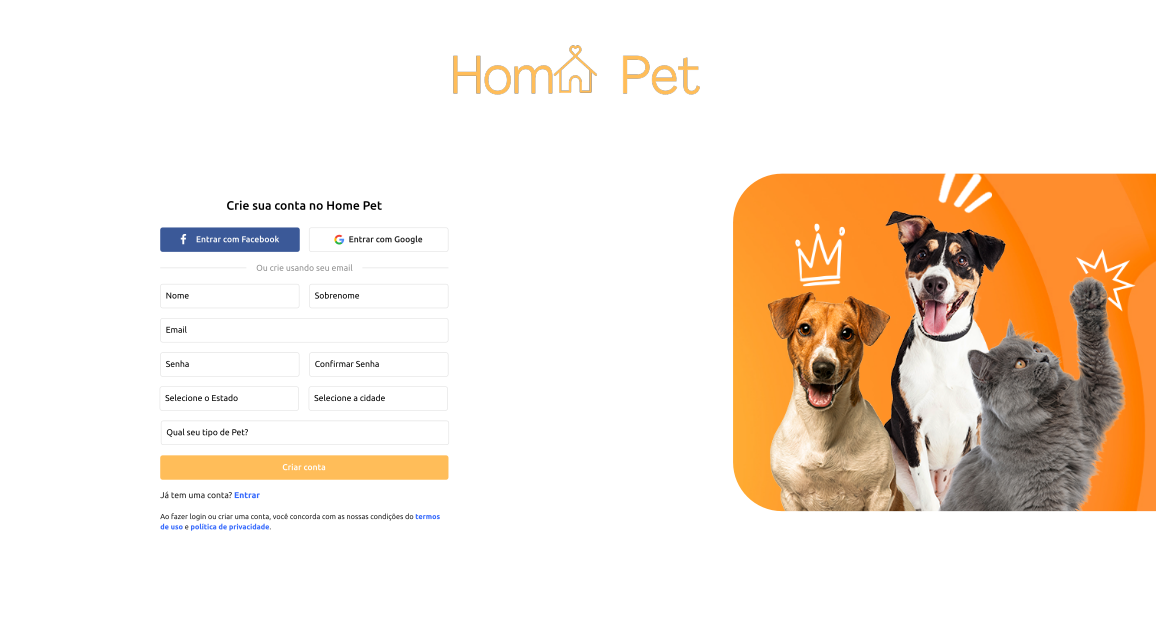 Home Pet
Crie sua conta no Home Pet
Entrar com Facebook
Entrar com Google
Ou crie usando seu email
Nome
Sobrenome
Email
Senha
Confirmar Senha
Selecione o Estado
Selecione a cidade
Qual seu tipo de Pet?
Criar conta
Já tem uma conta? Entrar
Ao fazer login ou criar uma conta, você concorda com as nossas condições do termos
de uso e política de privacidade.